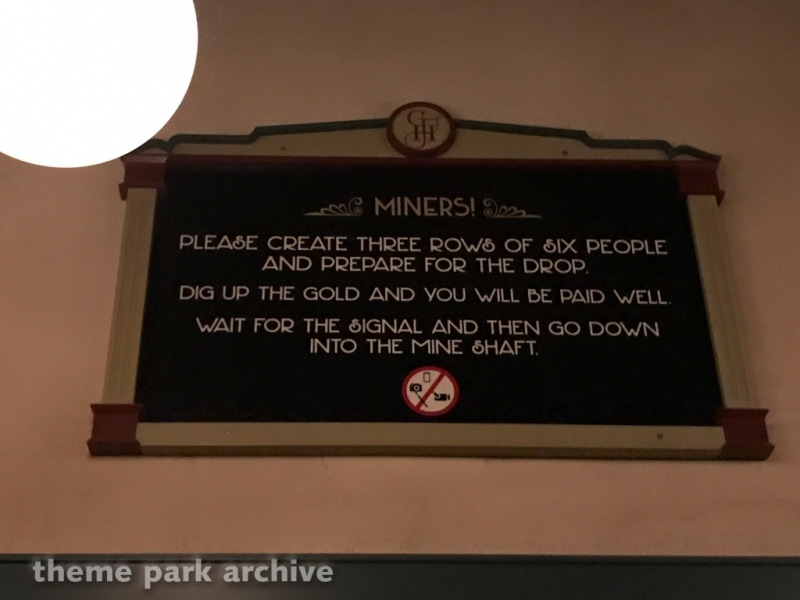 GHF
MINERS!
PLEASE CREATE THREE ROWS OF SIX PEOPLE
AND PREPARE FOR THE DROP.
DIG UP THE GOLD AND YOU WILL BE PAID WELL.
WAIT FOR THE SIGNAL AND THEN GO DOWN
INTO THE MINE SHAFT.
theme park archive